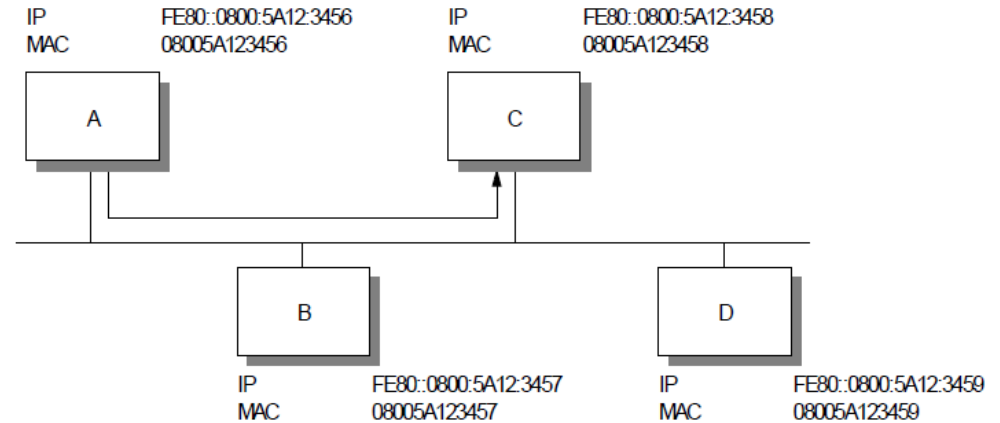 IP FE80::0800:5A12:3456
MAC 08005A123456
IP FE80::0800:5A12:3458
MAC 08005A123458
A
C
B
D
IP FE80::0800:5A12:3457
MAC 08005A123457
IP FE80::0800:5A12:3459
MAC 08005A123459